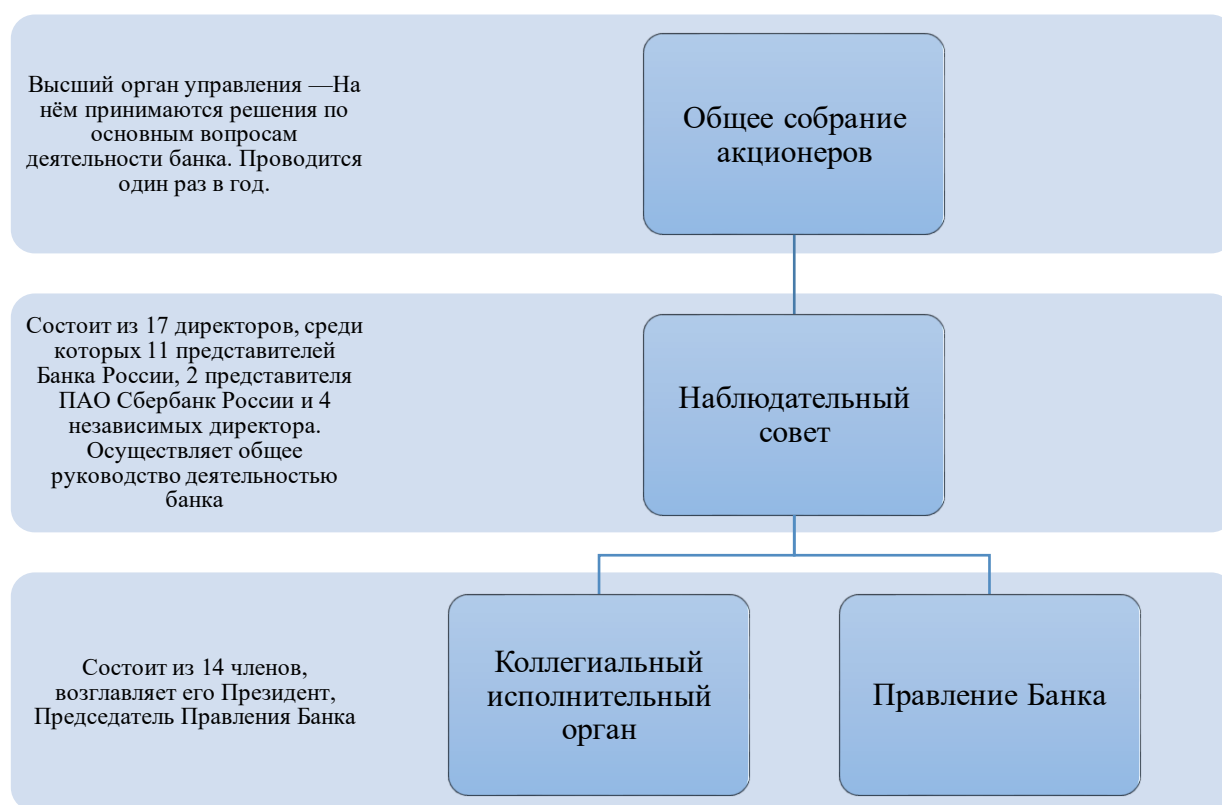 Высший орган управления —На
нём принимаются решения по
основным вопросам
деятельности банка. Проводится
один раз в год.
Общее собрание
акционеров
Состоит из 17 директоров, среди
которых 11 представителей
Банка России, 2 представителя
ПАО Сбербанк России и 4
независимых директора.
Осуществляет общее
руководство деятельностью
банка
Наблюдательный
совет
Состоит из 14 членов,
возглавляет его Президент,
Председатель Правления Банка
Коллегиальный
исполнительный
орган
Правление Банка